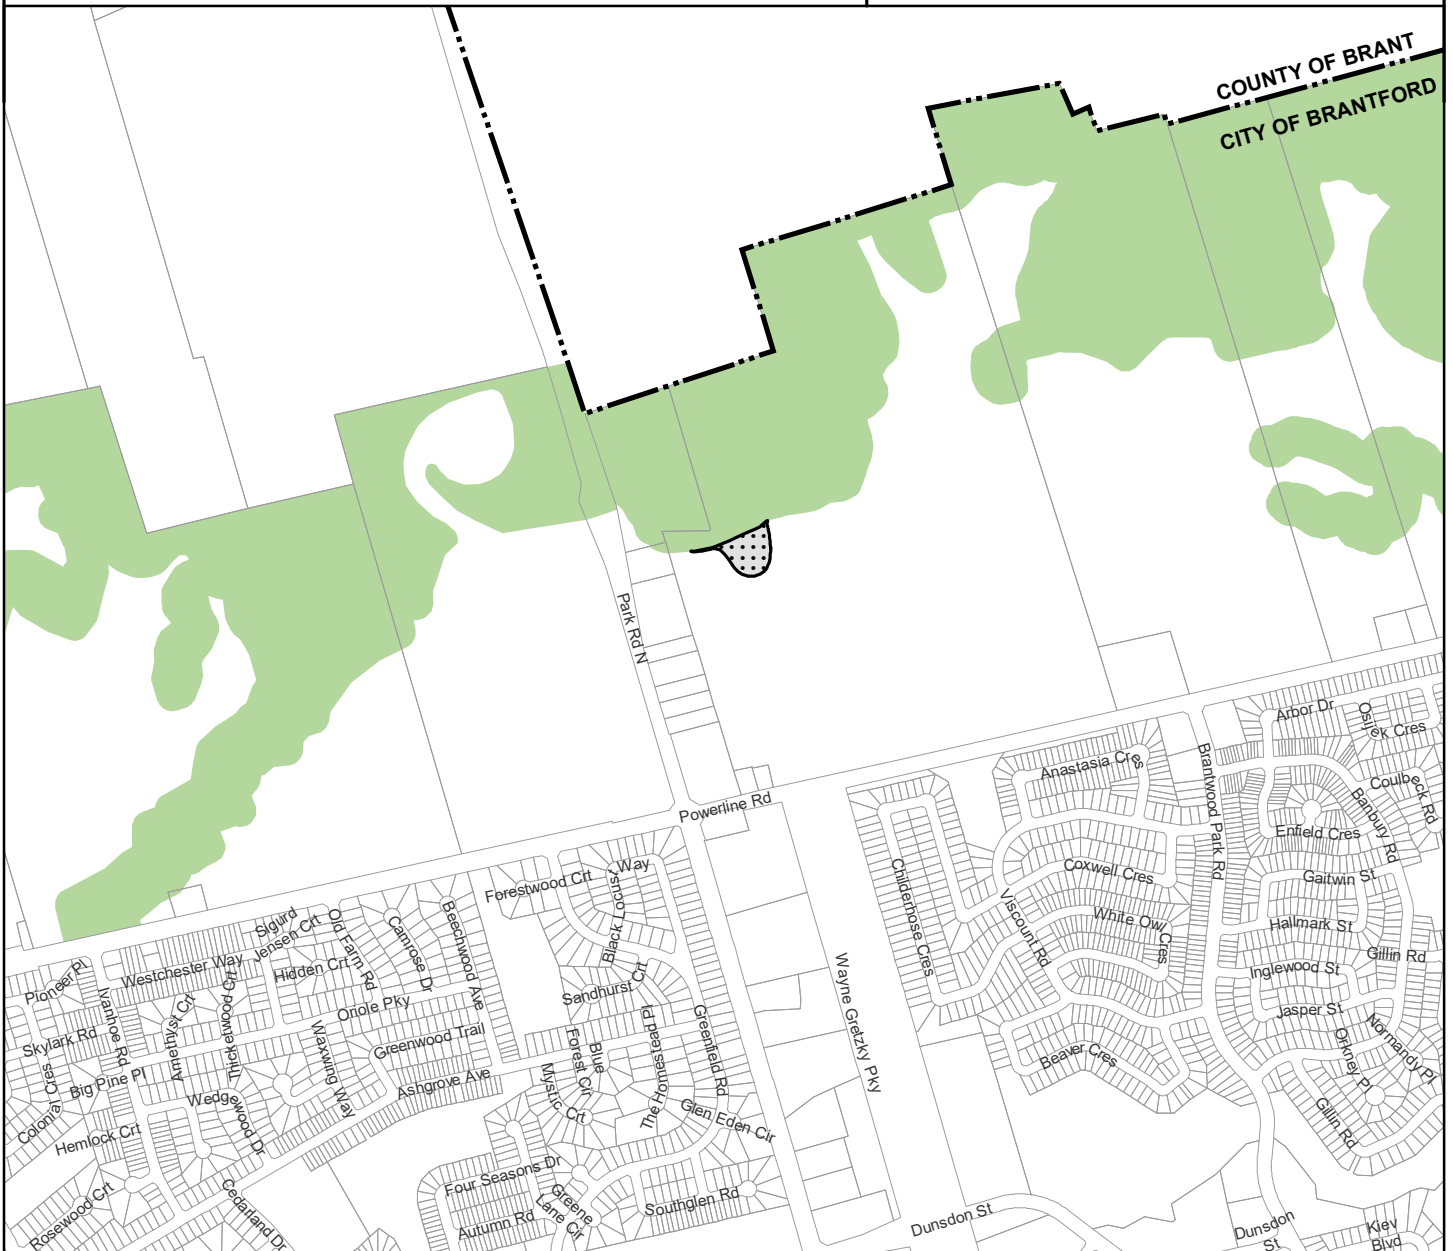 COUNTY OF BRANT
CITY OF BRANTFORD
Park Rd N
Powerline Rd
Arbor Dr
Osljek Cres
Anastasia Cres
Brantwood Park Rd
Coulbeck Rd
Banbury Rd
Enfield Cres
Coxwell Cres
Gaitwin St
Childerhose Cres
Viscount Rd
White Owl Cres
Hallmark St
Gillin Rd
Inglewood St
Jasper St
Normandy Pl
Orkney Pl
Beaver Cres
Gillin Rd
Forestwood Crt
Black Locust Way
Sigurd
Jensen Crt
Old Farm Rd
Camrose Dr
Beechwood Ave
Westchester Way
Hidden Crt
Pioneer Pl
Ivanhoe Rd
Amethyst Crt
Thicketwood Crt
Oriole Pky
Sandhurst Crt
Wayne Gretzky Pky
Skylark Rd
Waxwing Way
Greenwood Trail
Forest Cir
Blue
The Homestead Pl
Greenfield Rd
Colonial Cres
Big Pine Pl
Wedgewood Dr
Ashgrove Ave
Mystic Crt
Glen Eden Cir
Hemlock Crt
Four Seasons Dr
Rosewood Crt
Cedarland Dr
Autumn Rd
Greene
Lane Cir
Southglen Rd
Dunsdon St
Dunsdon
St
Kiev
Blvd